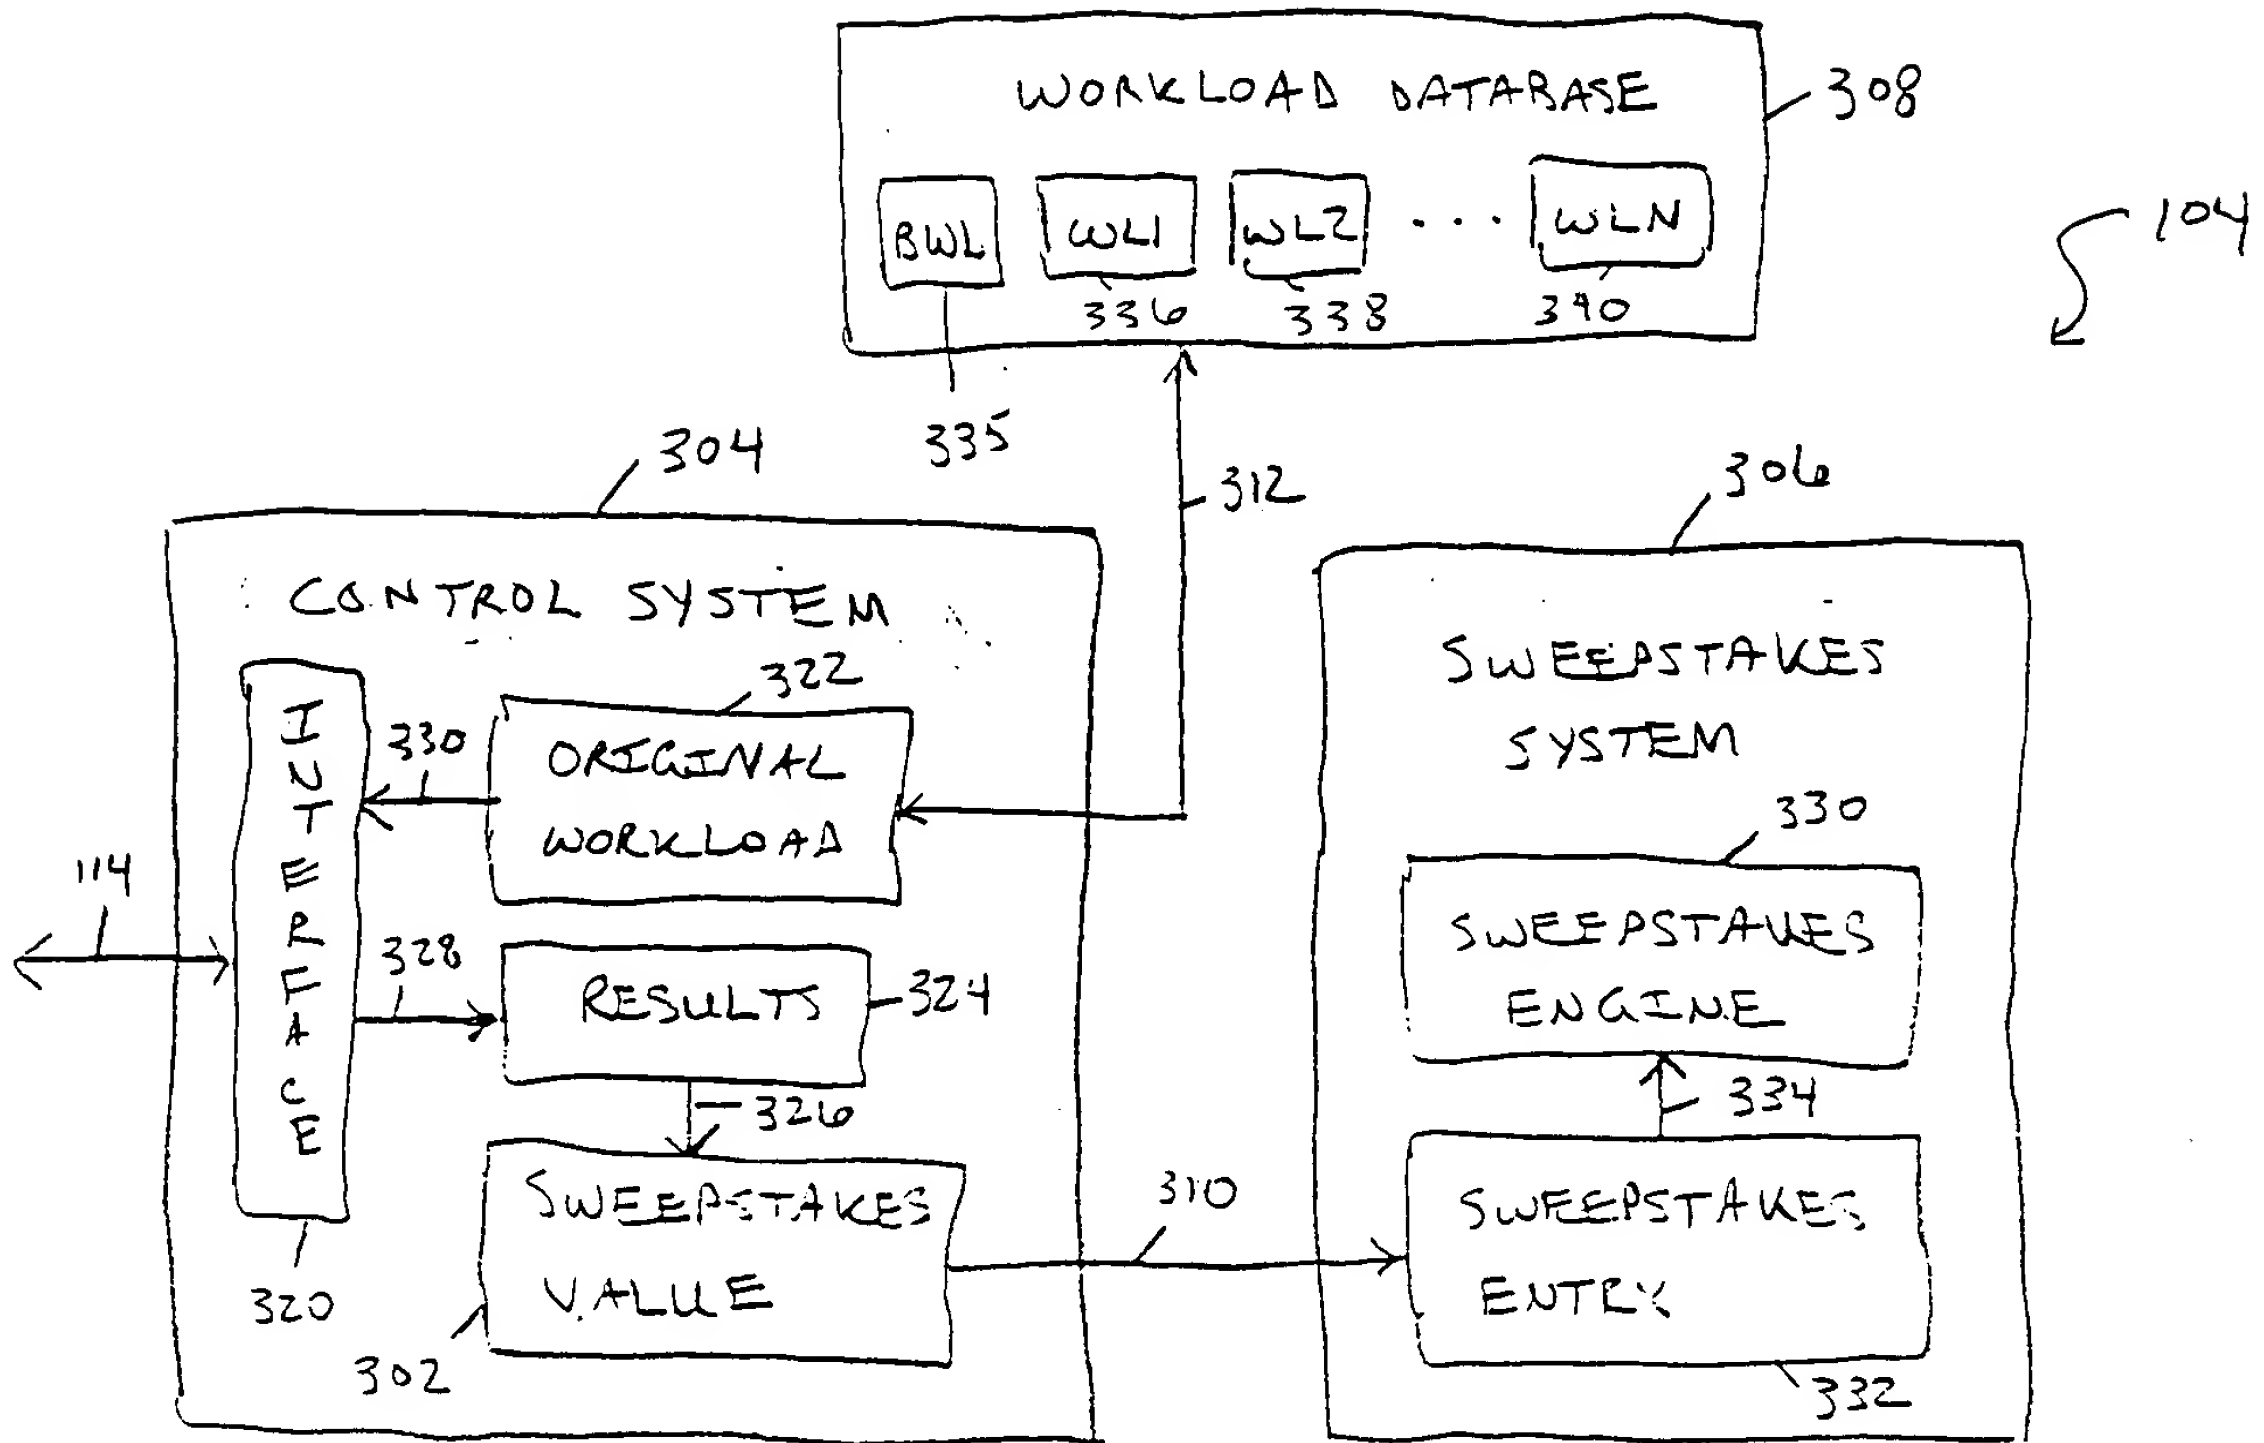 WORKLOAD DATABASE
308
BWL WL1 WL2 ... WLN
336 338 340
335
104
312
304
CONTROL SYSTEM
322
ORIGINAL
WORKLOAD
330
INTERFACE
114
328
RESULTS
324
326
SWEEPSTAKES
VALUE
320
302
310
306
SWEEPSTAKES
SYSTEM
330
SWEEPSTAKES
ENGINE
334
SWEEPSTAKES
ENTRY
332